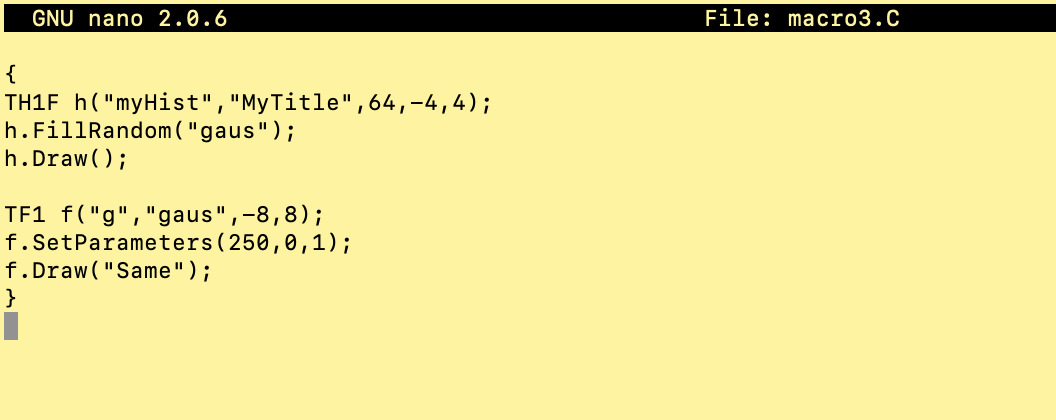 GNU nano 2.0.6 File: macro3.C
{
TH1F h("myHist","MyTitle",64,-4,4);
h.FillRandom("gaus");
h.Draw();
TF1 f("g","gaus",-8,8);
f.SetParameters(250,0,1);
f.Draw("Same");
}